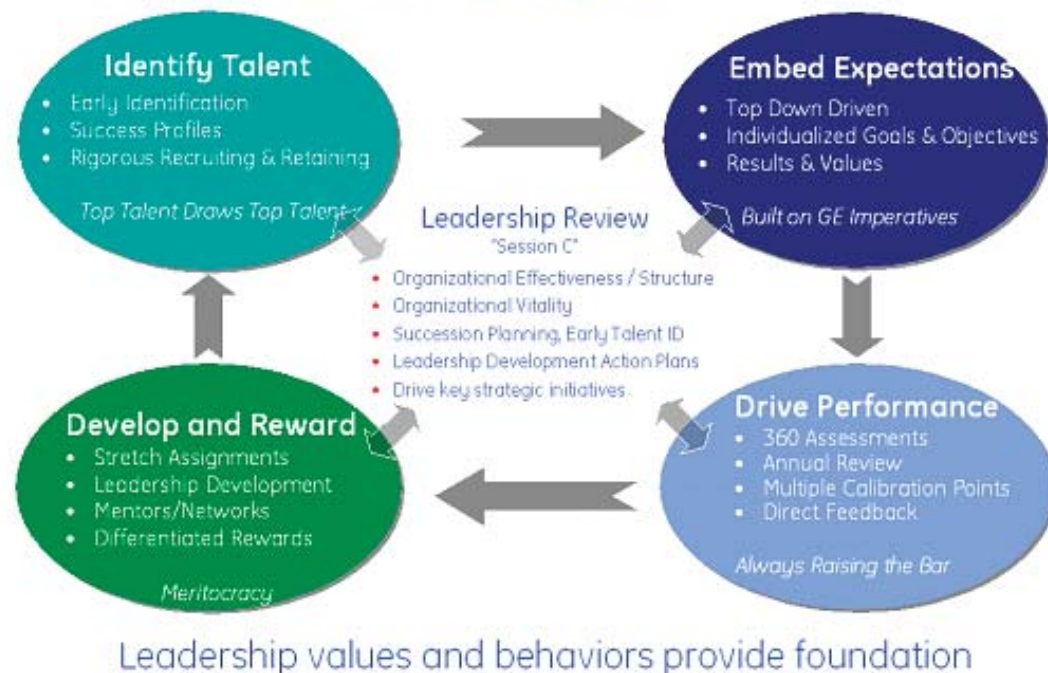 Identify Talent
• Early Identification
• Success Profiles
• Rigorous Recruiting & Retaining
Top Talent Draws Top Talent
Embed Expectations
• Top Down Driven
• Individualized Goals & Objectives
• Results & Values
Built on GE Imperatives
Leadership Review
"Session C"
• Organizational Effectiveness / Structure
• Organizational Vitality
• Succession Planning, Early Talent ID
• Leadership Development Action Plans
• Drive key strategic initiatives
Develop and Reward
• Stretch Assignments
• Leadership Development
• Mentors/Networks
• Differentiated Rewards
Meritocracy
Drive Performance
• 360 Assessments
• Annual Review
• Multiple Calibration Points
• Direct Feedback
Always Raising the Bar
Leadership values and behaviors provide foundation